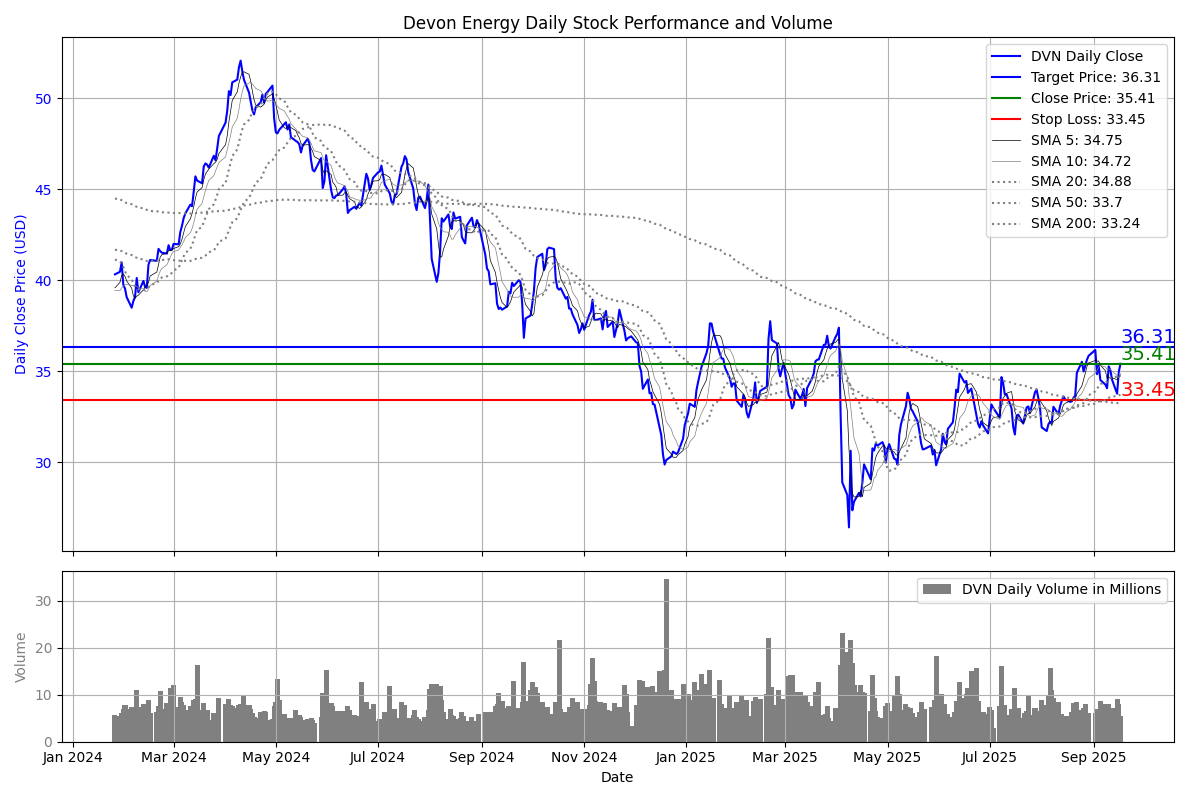 Devon Energy Daily Stock Performance and Volume
Daily Close Price (USD)
50
45
40
35
30
DVN Daily Close
Target Price: 36.31
Close Price: 35.41
Stop Loss: 33.45
SMA 5: 34.75
SMA 10: 34.72
SMA 20: 34.88
SMA 50: 33.7
SMA 200: 33.24
36.31
35.41
33.45
Volume
30
20
10
0
DVN Daily Volume in Millions
Jan 2024 Mar 2024 May 2024 Jul 2024 Sep 2024 Nov 2024 Jan 2025 Mar 2025 May 2025 Jul 2025 Sep 2025
Date